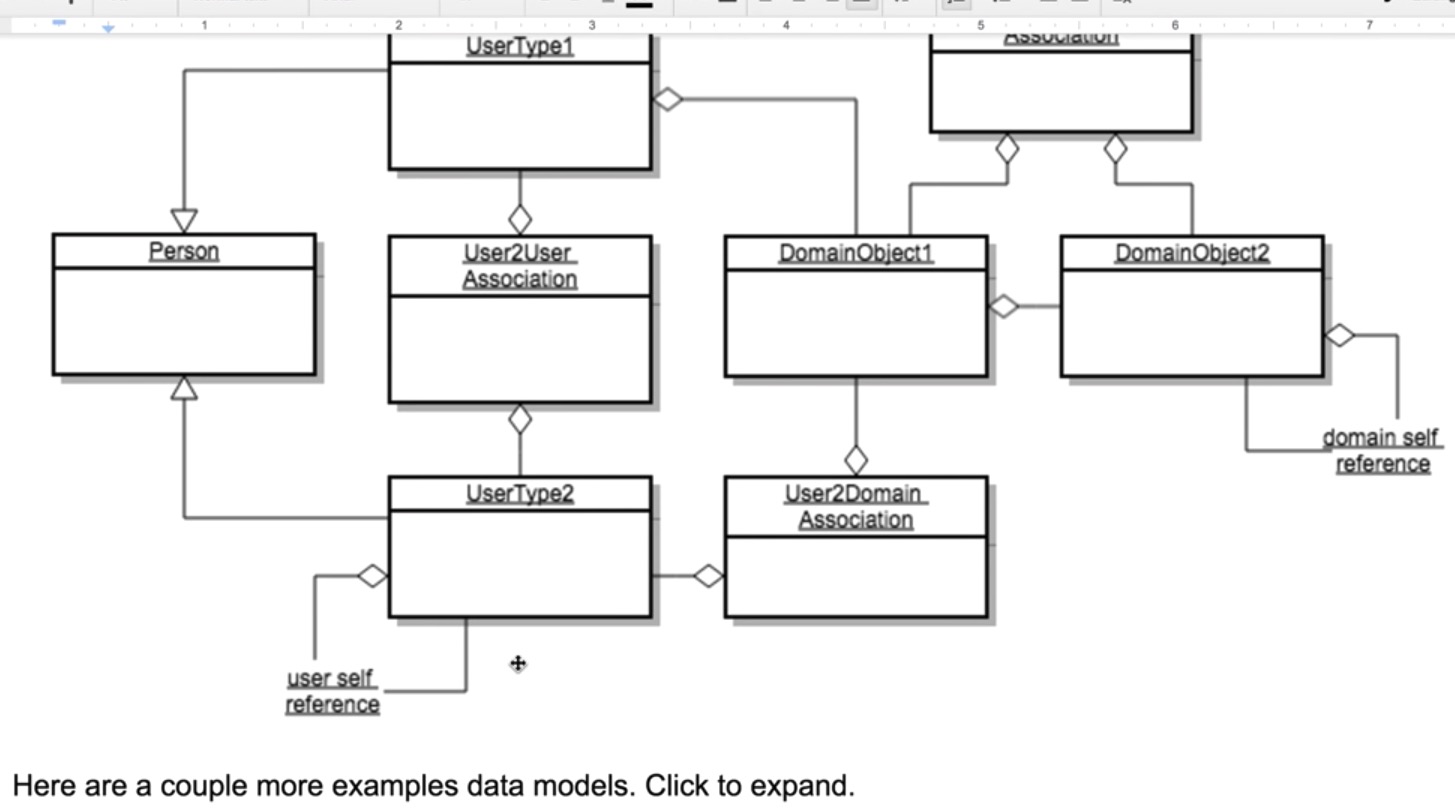 1 2 3 4 5 6 7
UserType1
Association
Person
User2User
Association
DomainObject1
DomainObject2
domain self
reference
UserType2
User2Domain
Association
user self
reference
Here are a couple more examples data models. Click to expand.